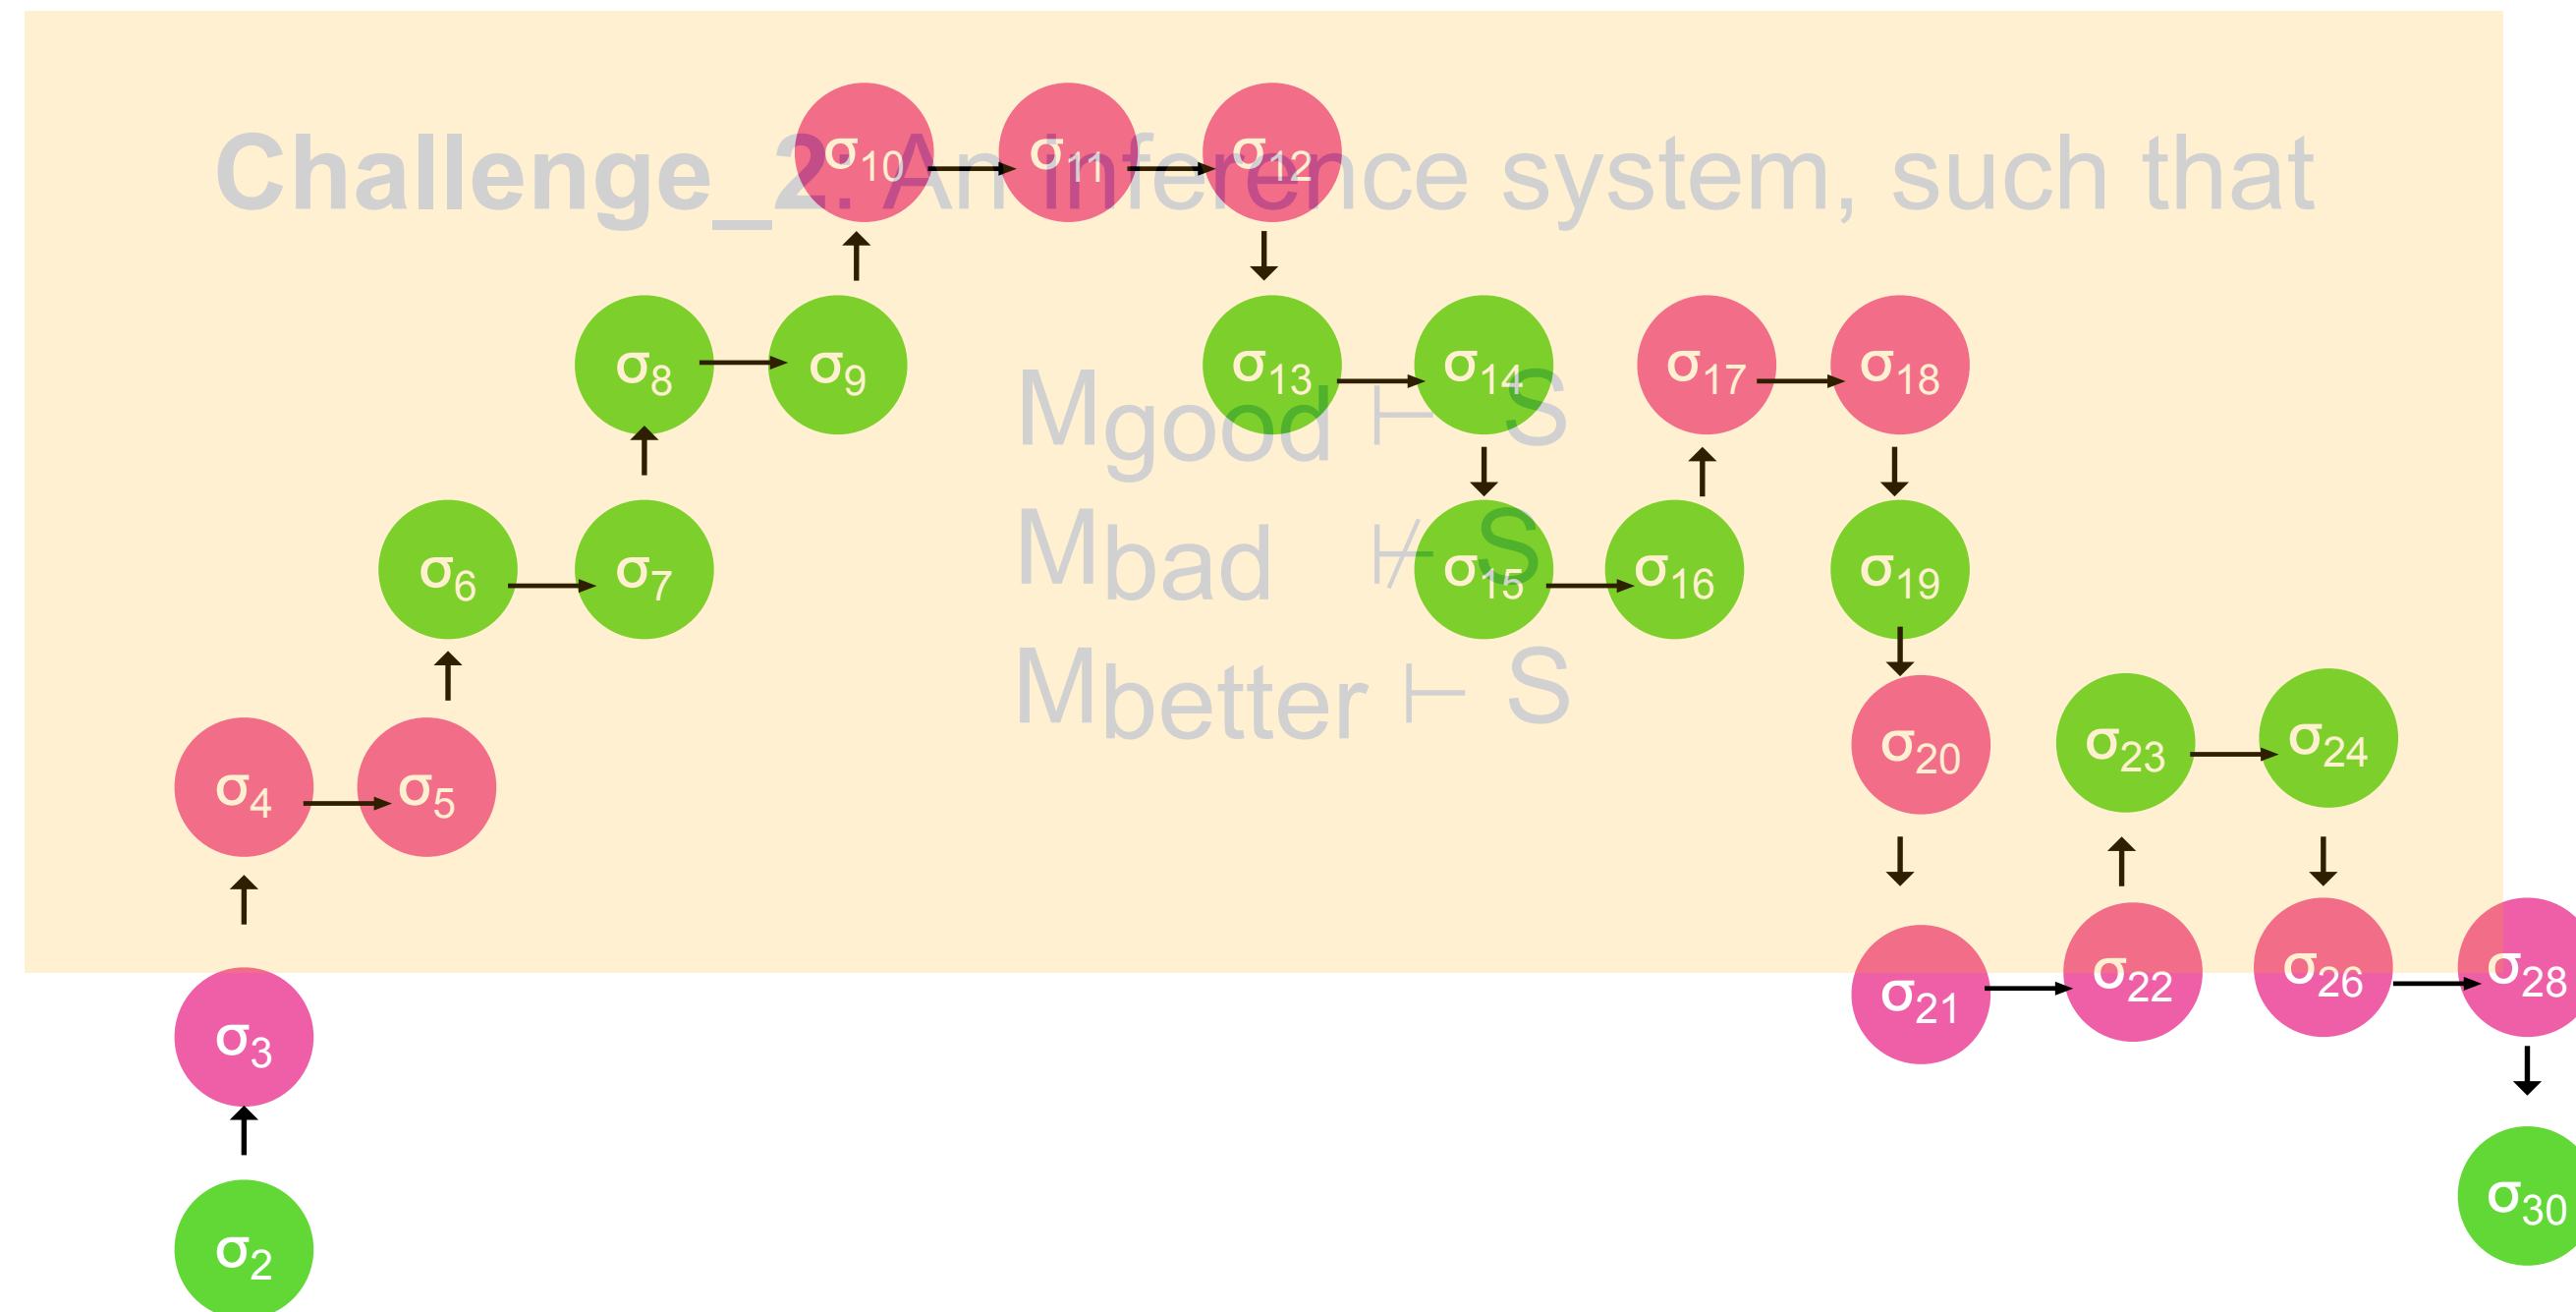 Challenge_2: An inference system, such that
σ10 σ11 σ12
σ8 σ9 σ13 σ14 σ17 σ18
Mgood ⊢ S
Mbad ⊬ S
σ6 σ7 σ15 σ16 σ19
Mbetter ⊢ S
σ4 σ5 σ20 σ23 σ24
σ3 σ21 σ22 σ26 σ28
σ2 σ30